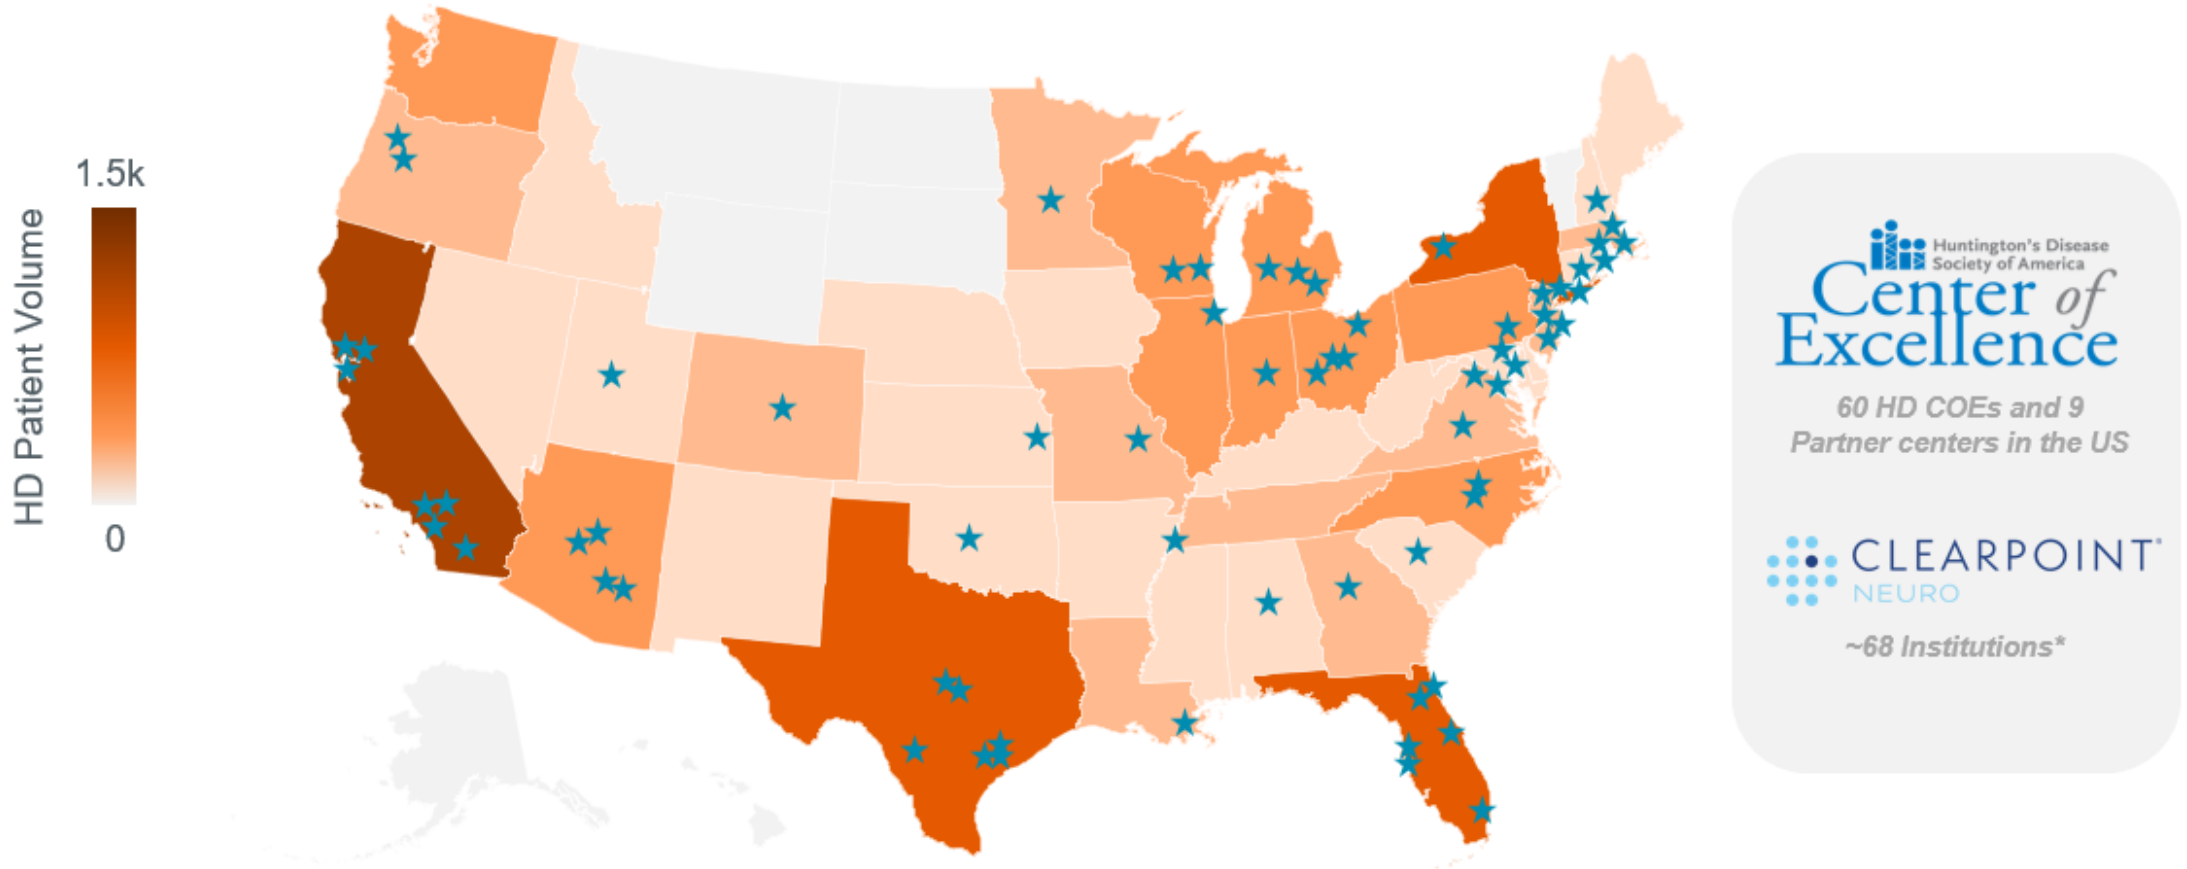 1.5k
HD Patient Volume
0
Huntington's Disease
Society of America
Center of
Excellence
60 HD COEs and 9
Partner centers in the US
CLEARPOINT
NEURO
~68 Institutions*